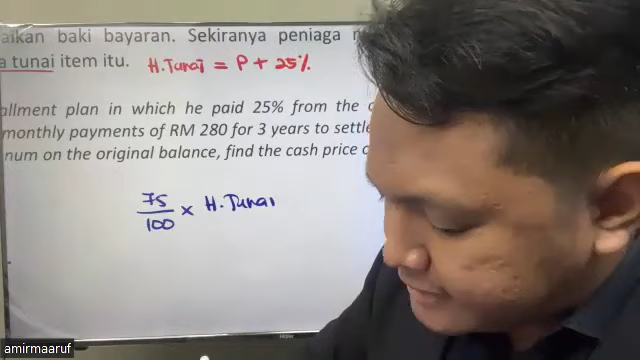 aikan baki bayaran. Sekiranya peniaga
a tunai item itu. H.Tunai = P + 25%
allment plan in which he paid 25% from the
monthly payments of RM 280 for 3 years to settle
num on the original balance, find the cash price
75
100 × H.Tunai
amirmaaruf